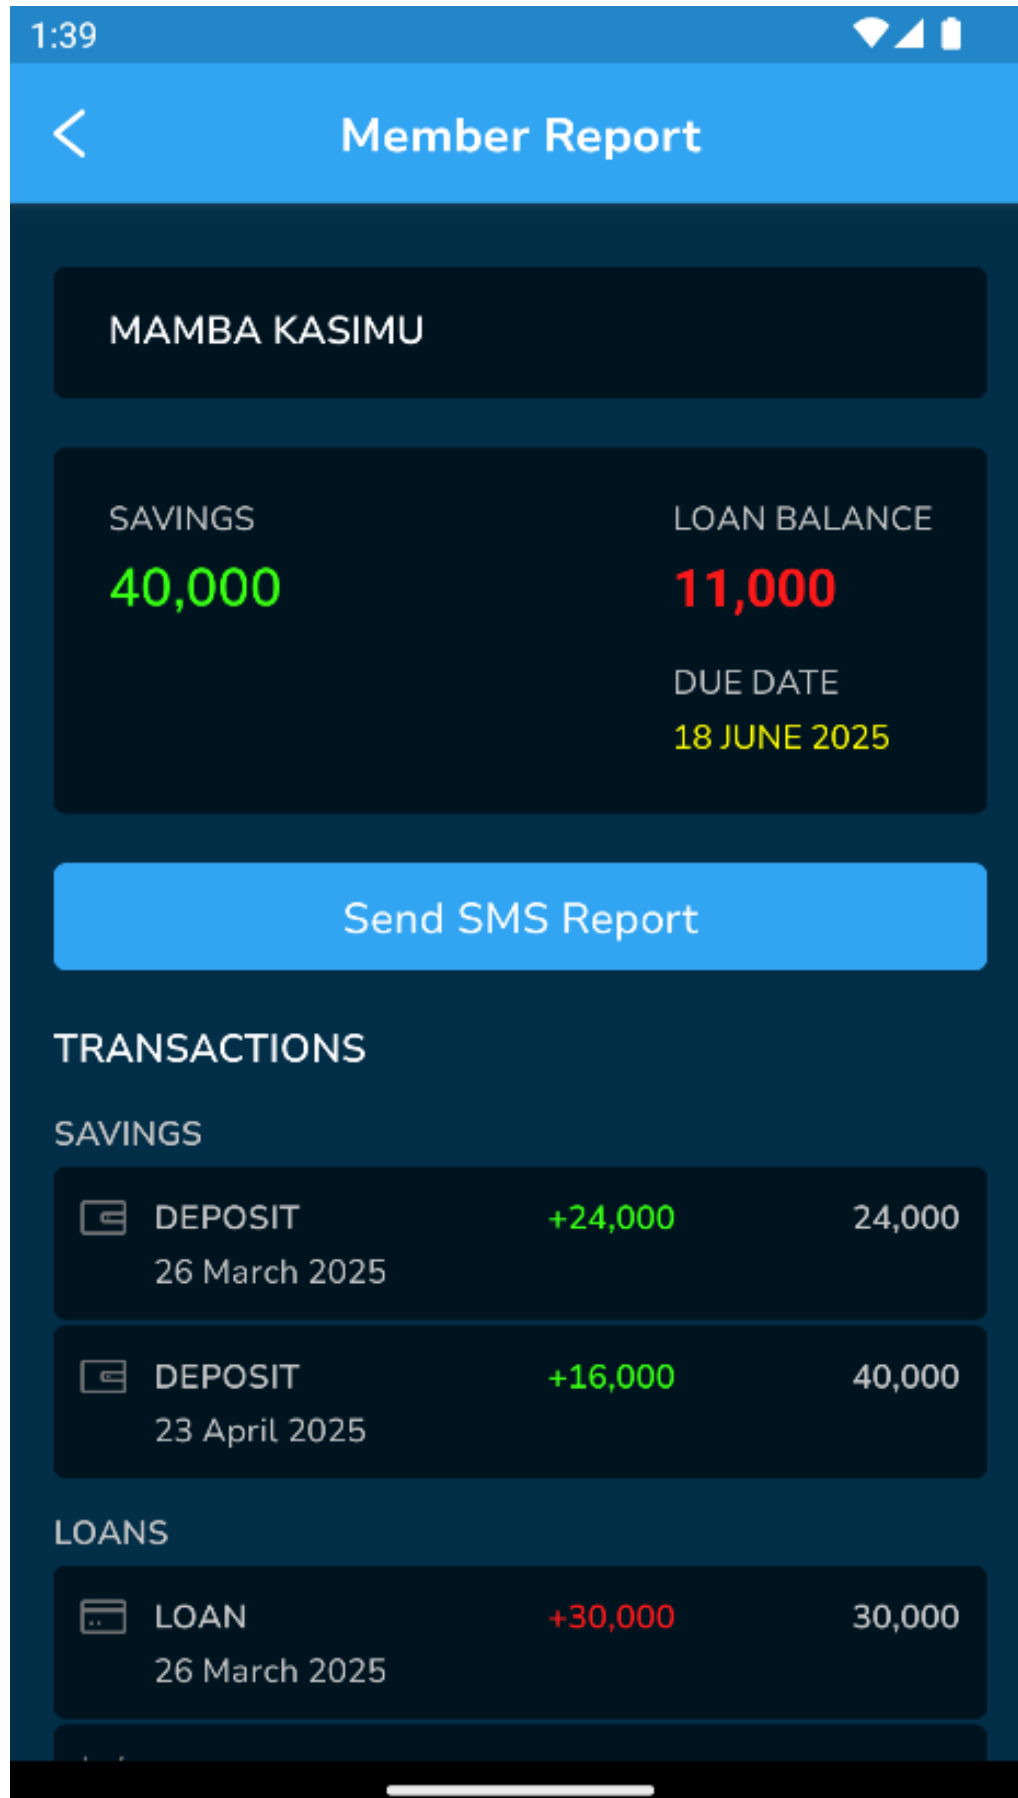 1:39
Member Report
MAMBA KASIMU
SAVINGS
40,000
LOAN BALANCE
11,000
DUE DATE
18 JUNE 2025
Send SMS Report
TRANSACTIONS
SAVINGS
DEPOSIT +24,000 24,000
26 March 2025
DEPOSIT +16,000 40,000
23 April 2025
LOANS
LOAN +30,000 30,000
26 March 2025